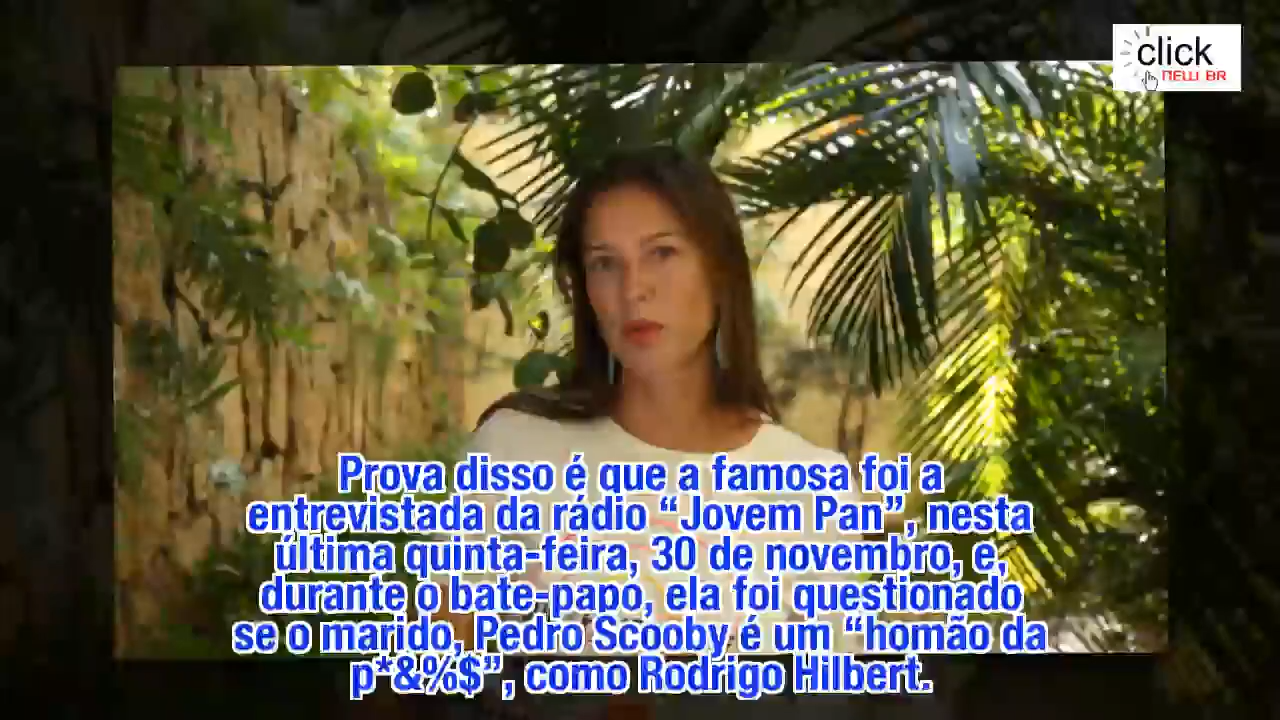 click
NEW BR
Prova disso é que a famosa foi a
entrevistada da rádio “Jovem Pan”, nesta
última quinta-feira, 30 de novembro, e,
durante o bate-papo, ela foi questionado
se o marido, Pedro Scooby é um “homão da
p*&%$”, como Rodrigo Hilbert.